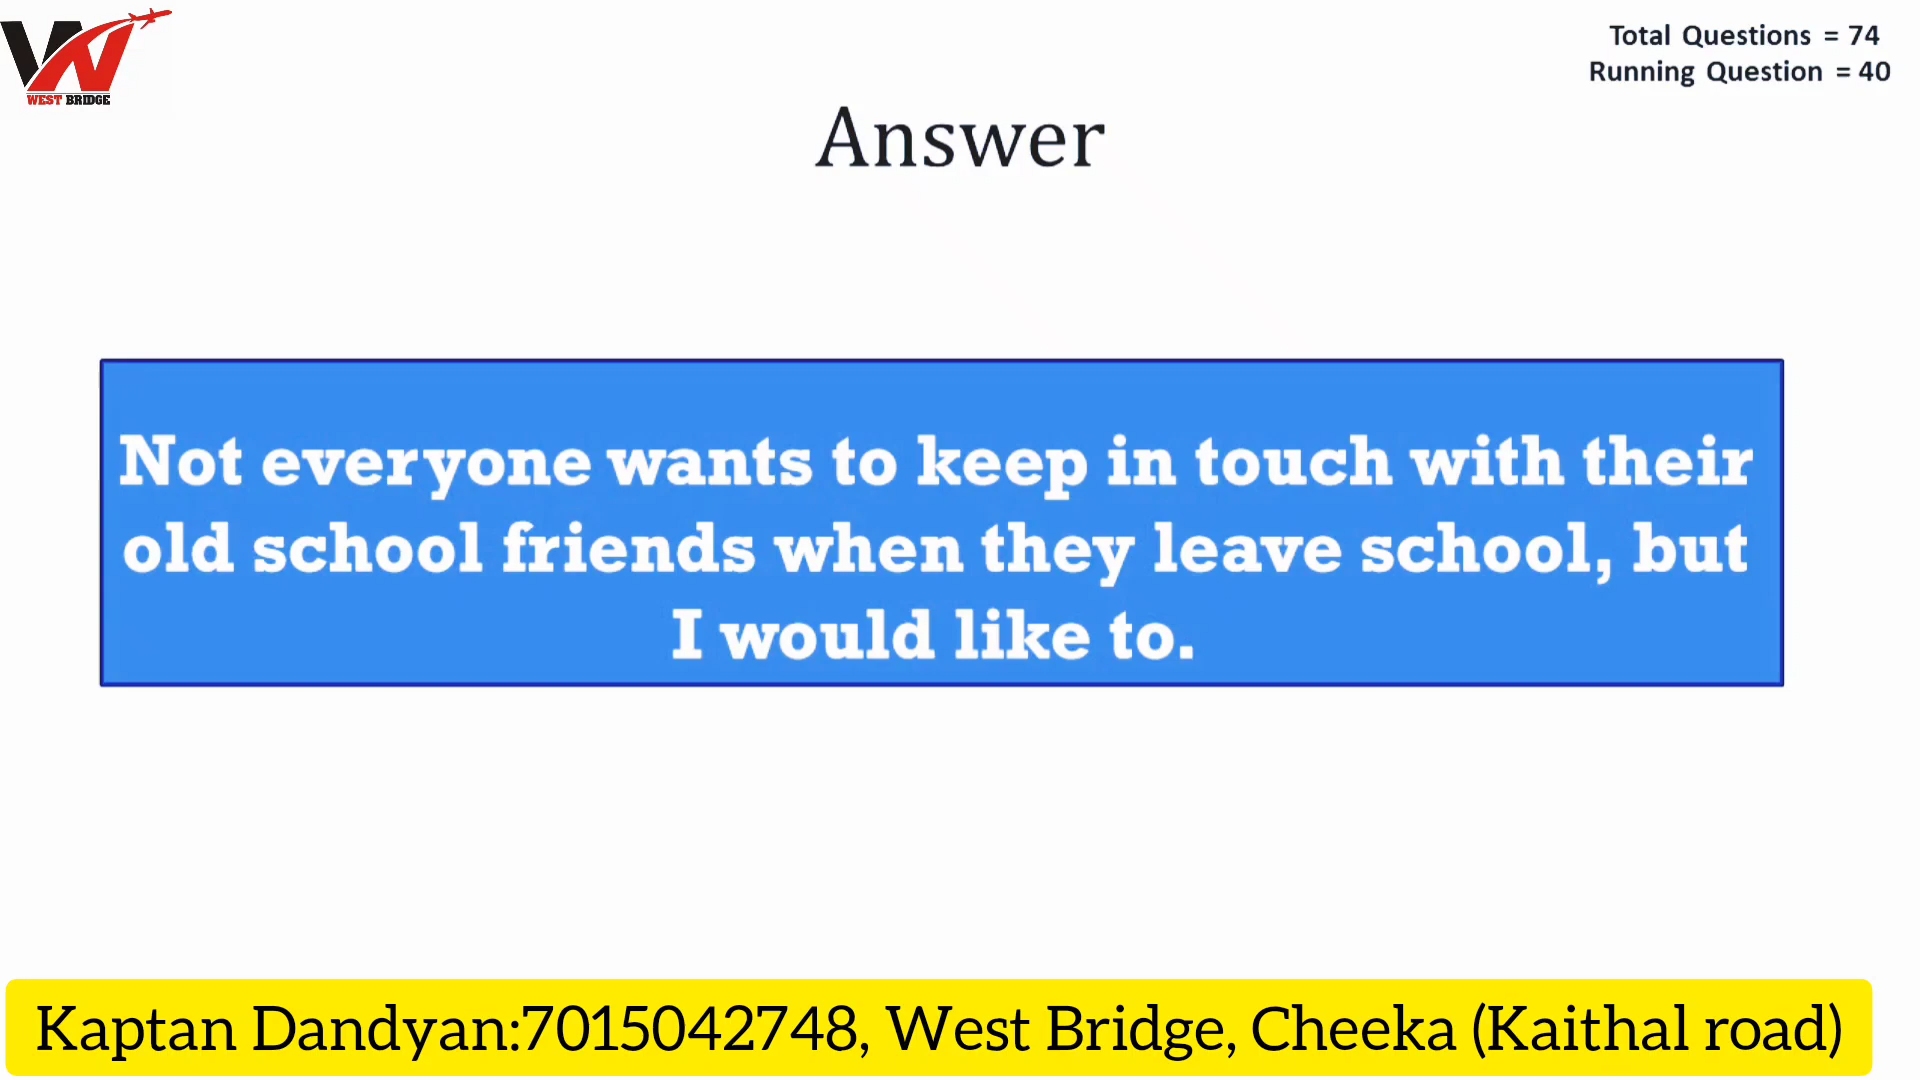 WEST BRIDGE
Total Questions = 74
Running Question = 40
Answer
Not everyone wants to keep in touch with their
old school friends when they leave school, but
I would like to.
Kaptan Dandyan:7015042748, West Bridge, Cheeka (Kaithal road)